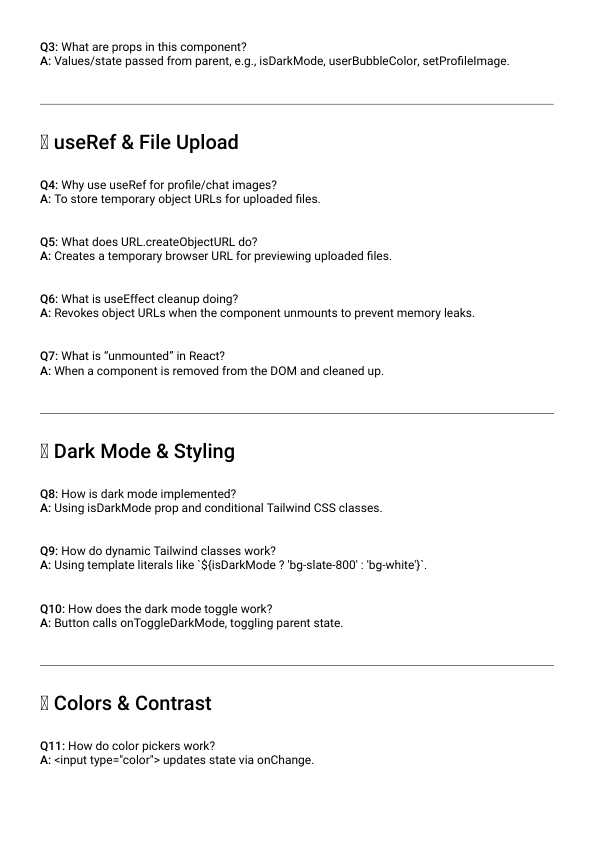 Q3: What are props in this component?
A: Values/state passed from parent, e.g., isDarkMode, userBubbleColor, setProfileImage.
useRef & File Upload
Q4: Why use useRef for profile/chat images?
A: To store temporary object URLs for uploaded files.
Q5: What does URL.createObjectURL do?
A: Creates a temporary browser URL for previewing uploaded files.
Q6: What is useEffect cleanup doing?
A: Revokes object URLs when the component unmounts to prevent memory leaks.
Q7: What is “unmounted” in React?
A: When a component is removed from the DOM and cleaned up.
Dark Mode & Styling
Q8: How is dark mode implemented?
A: Using isDarkMode prop and conditional Tailwind CSS classes.
Q9: How do dynamic Tailwind classes work?
A: Using template literals like `${isDarkMode ? 'bg-slate-800' : 'bg-white'}`.
Q10: How does the dark mode toggle work?
A: Button calls onToggleDarkMode, toggling parent state.
Colors & Contrast
Q11: How do color pickers work?
A: <input type="color"> updates state via onChange.